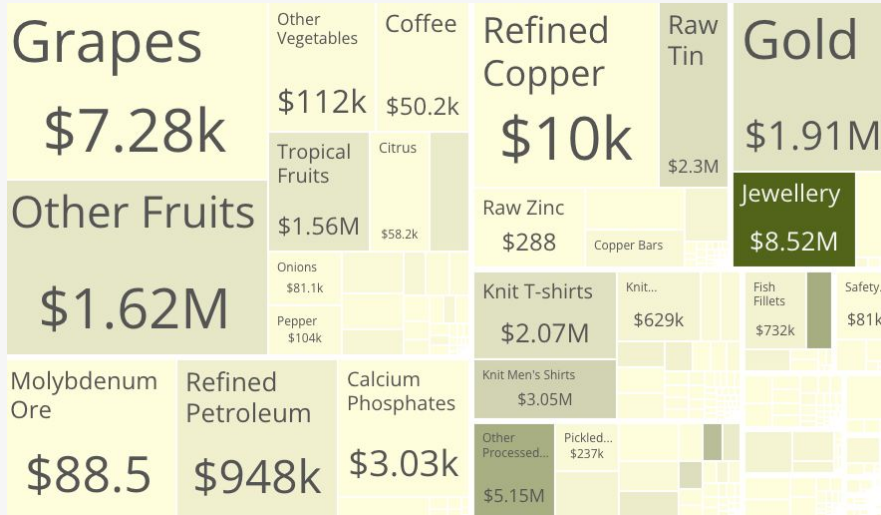 Grapes
$7.28k
Other Fruits
$1.62M
Other
Vegetables
$112k
Coffee
$50.2k
Tropical
Fruits
$1.56M
Citrus
$58.2k
Onions
$81.1k
Pepper
$104k
Molybdenum
Ore
$88.5
Refined
Petroleum
$948k
Calcium
Phosphates
$3.03k
Refined
Copper
$10k
Raw
Tin
$2.3M
Raw Zinc
$288
Copper Bars
Gold
$1.91M
Jewellery
$8.52M
Knit T-shirts
$2.07M
Knit...
$629k
Knit Men's Shirts
$3.05M
Fish
Fillets
$732k
Safety..
$81k
Other
Processed...
$5.15M
Pickled...
$237k